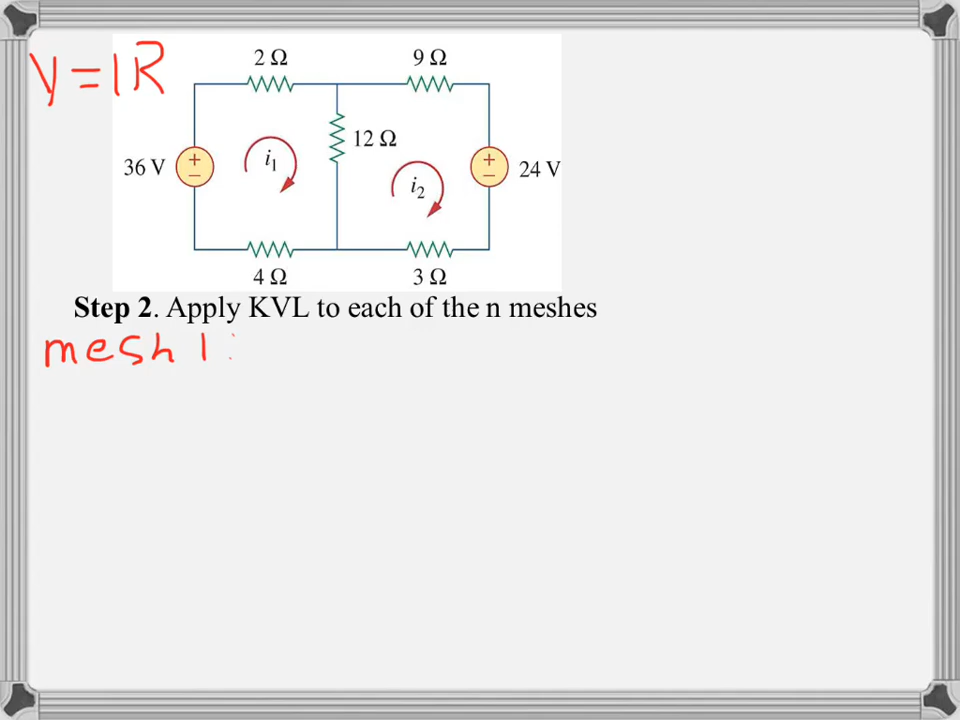 V=IR
2 Ω
9 Ω
12 Ω
36 V
+
−
i1
i2
+
−
24 V
4 Ω
3 Ω
Step 2. Apply KVL to each of the n meshes
mesh 1: